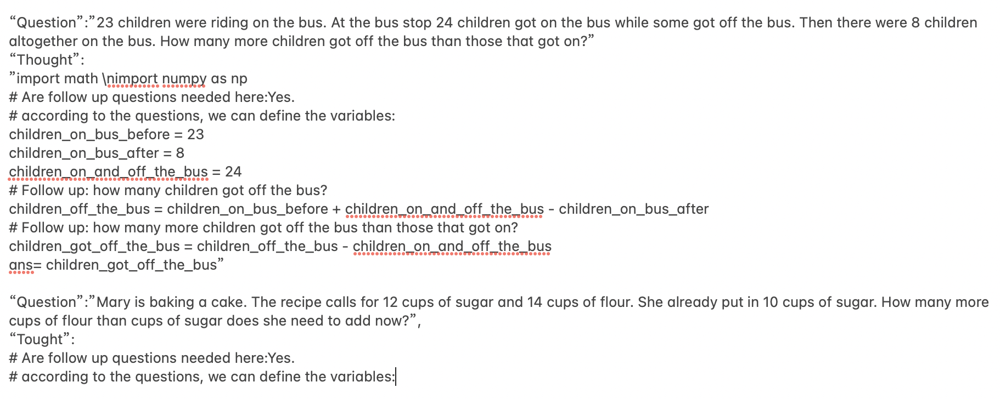 “Question”:”23 children were riding on the bus. At the bus stop 24 children got on the bus while some got off the bus. Then there were 8 children
altogether on the bus. How many more children got off the bus than those that got on?”
“Thought”:
”import math \nimport numpy as np
# Are follow up questions needed here:Yes.
# according to the questions, we can define the variables:
children_on_bus_before = 23
children_on_bus_after = 8
children_on_and_off_the_bus = 24
# Follow up: how many children got off the bus?
children_off_the_bus = children_on_bus_before + children_on_and_off_the_bus - children_on_bus_after
# Follow up: how many more children got off the bus than those that got on?
children_got_off_the_bus = children_off_the_bus - children_on_and_off_the_bus
ans= children_got_off_the_bus”
“Question”:”Mary is baking a cake. The recipe calls for 12 cups of sugar and 14 cups of flour. She already put in 10 cups of sugar. How many more
cups of flour than cups of sugar does she need to add now?”,
“Tought”:
# Are follow up questions needed here:Yes.
# according to the questions, we can define the variables: